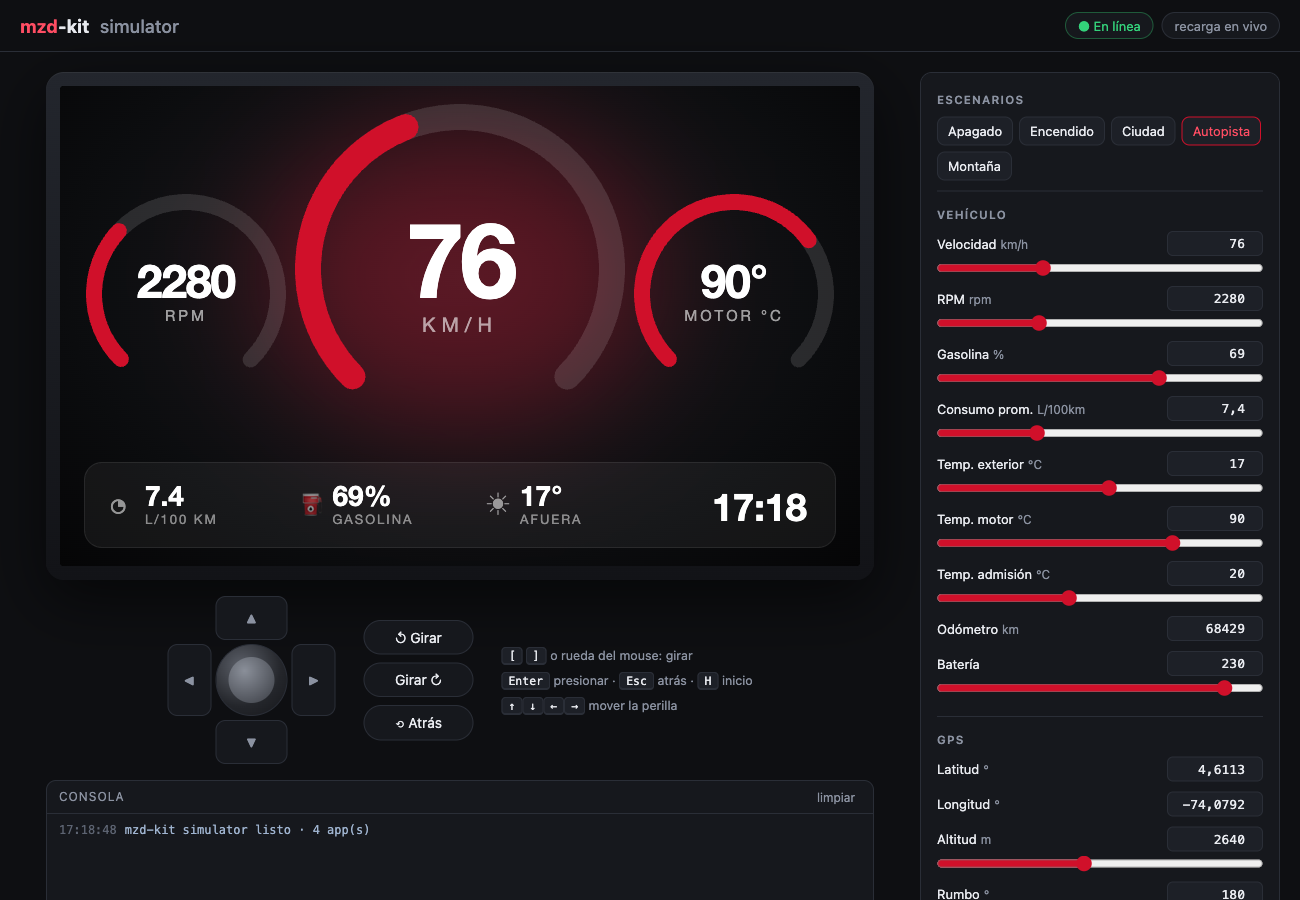 mzd-kit simulator
En línea
recarga en vivo
76
KM/H
2280
RPM
90°
MOTOR °C
7.4
L/100 KM
69%
GASOLINA
17°
AFUERA
17:18
▲
◀
▶
▼
↺ Girar
Girar ↻
⟲ Atrás
[ ] o rueda del mouse: girar
Enter presionar · Esc atrás · H inicio
↑ ↓ ← → mover la perilla
CONSOLA
limpiar
17:18:48 mzd-kit simulator listo · 4 app(s)
ESCENARIOS
Apagado Encendido Ciudad Autopista
Montaña
VEHÍCULO
Velocidad km/h 76
RPM rpm 2280
Gasolina % 69
Consumo prom. L/100km 7,4
Temp. exterior °C 17
Temp. motor °C 90
Temp. admisión °C 20
Odómetro km 68429
Batería 230
GPS
Latitud ° 4,6113
Longitud ° −74,0792
Altitud m 2640
Rumbo ° 180